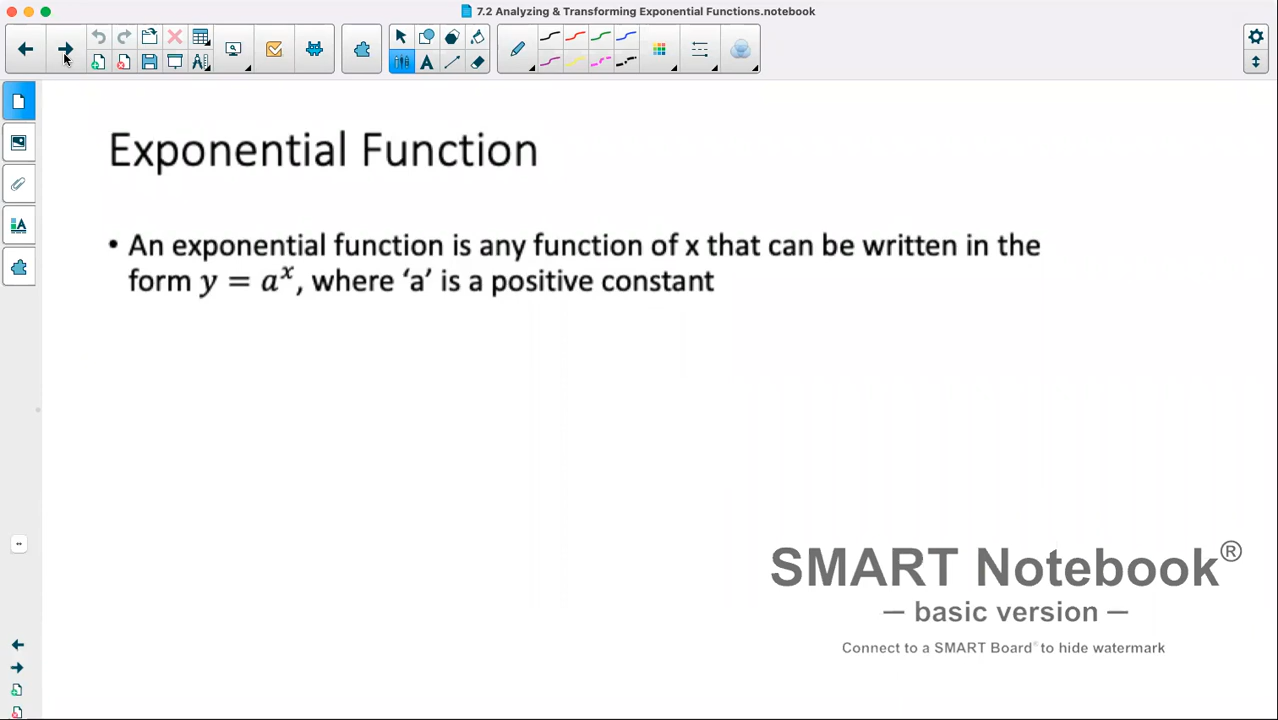 7.2 Analyzing & Transforming Exponential Functions.notebook
Exponential Function
• An exponential function is any function of x that can be written in the
form y = aˣ, where ‘a’ is a positive constant
SMART Notebook®
— basic version —
Connect to a SMART Board® to hide watermark